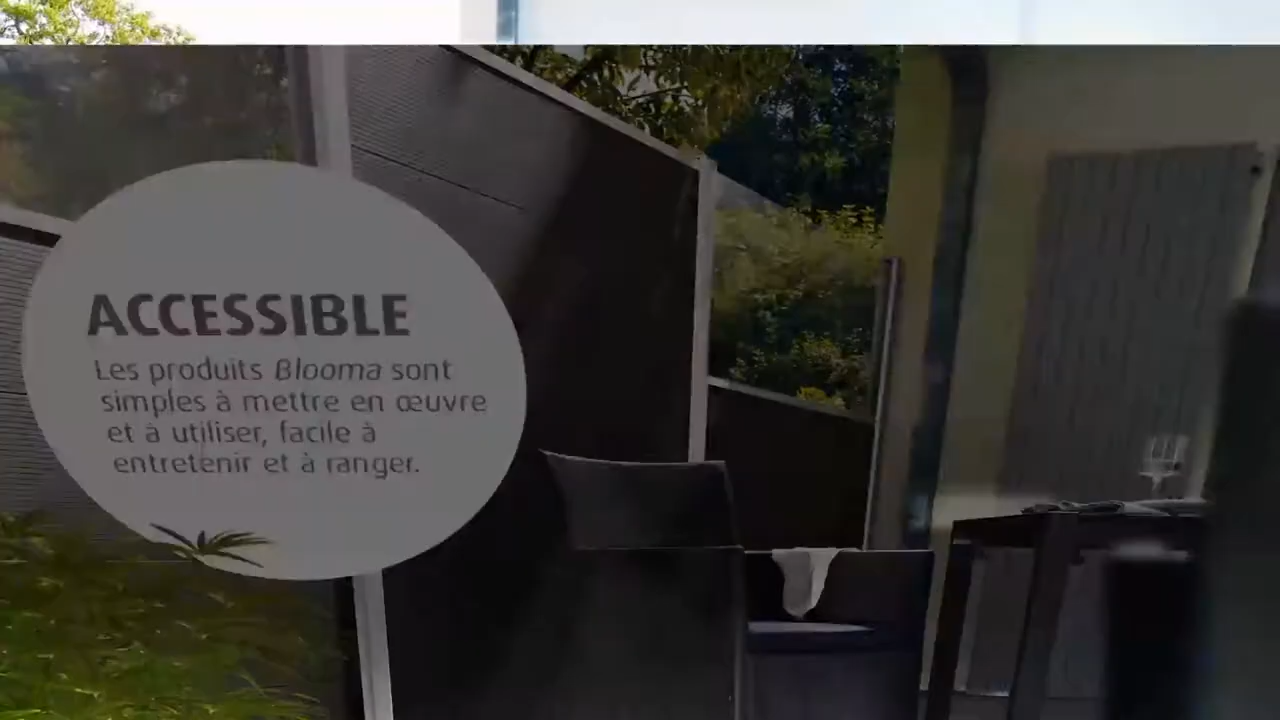 ACCESSIBLE
Les produits Blooma sont
simples à mettre en œuvre
et à utiliser, facile à
entretenir et à ranger.